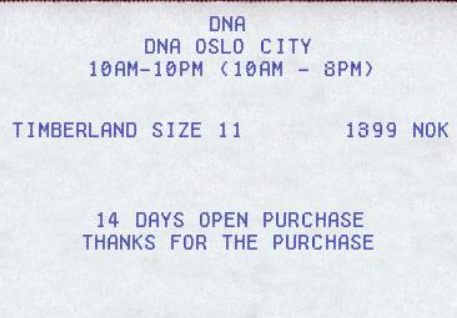 DNA
DNA OSLO CITY
10AM-10PM (10AM - 8PM)
TIMBERLAND SIZE 11 1399 NOK
14 DAYS OPEN PURCHASE
THANKS FOR THE PURCHASE